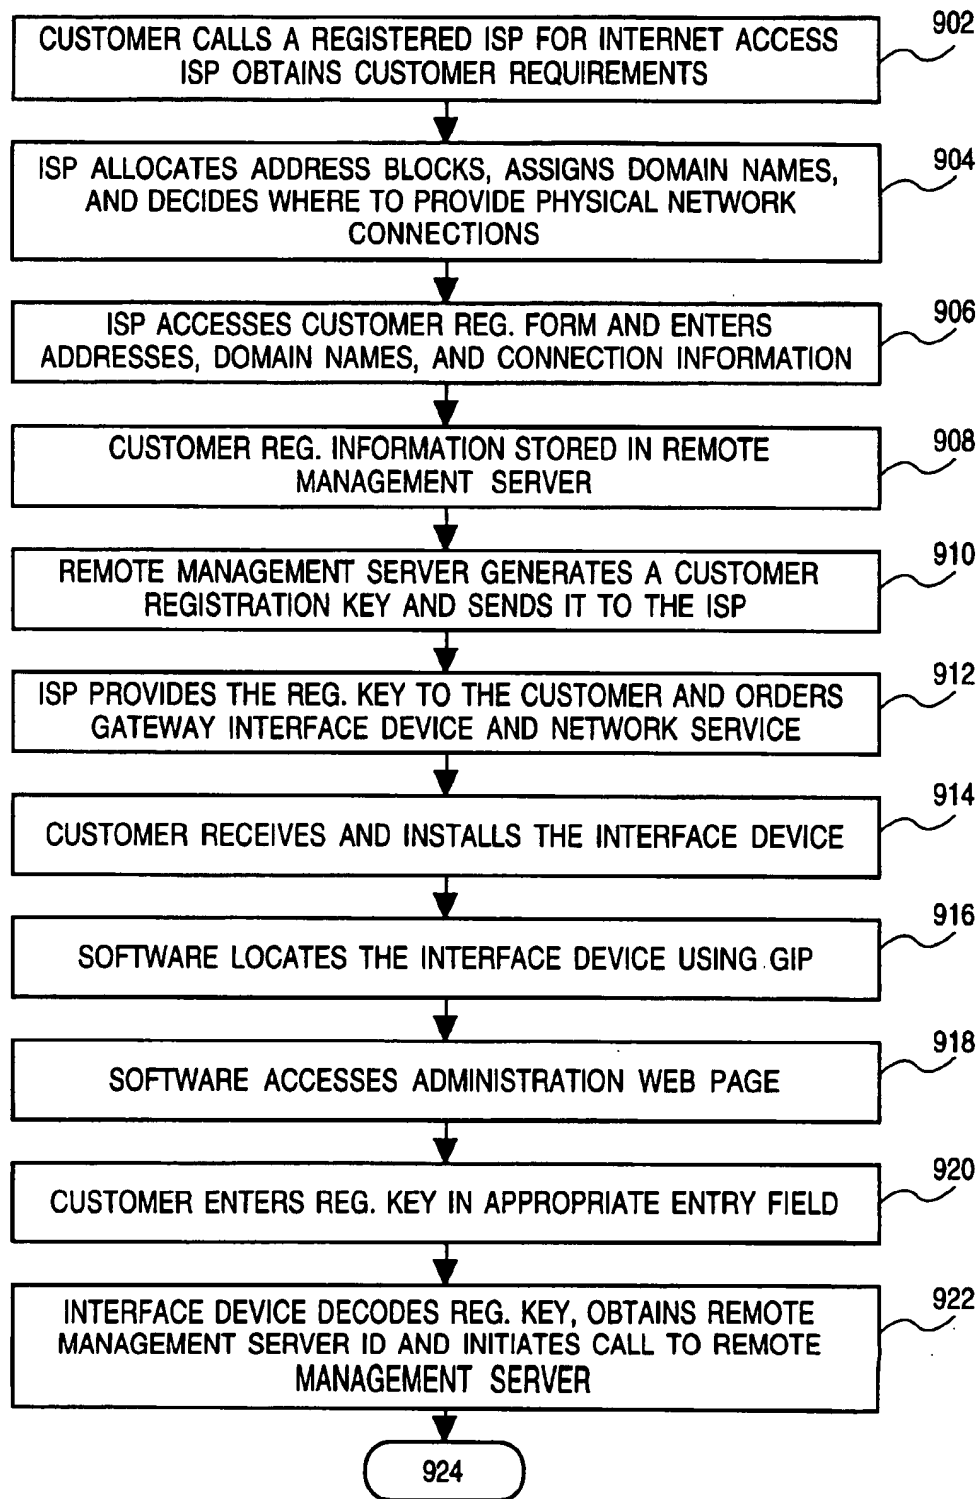 902
CUSTOMER CALLS A REGISTERED ISP FOR INTERNET ACCESS
ISP OBTAINS CUSTOMER REQUIREMENTS
904
ISP ALLOCATES ADDRESS BLOCKS, ASSIGNS DOMAIN NAMES,
AND DECIDES WHERE TO PROVIDE PHYSICAL NETWORK
CONNECTIONS
906
ISP ACCESSES CUSTOMER REG. FORM AND ENTERS
ADDRESSES, DOMAIN NAMES, AND CONNECTION INFORMATION
908
CUSTOMER REG. INFORMATION STORED IN REMOTE
MANAGEMENT SERVER
910
REMOTE MANAGEMENT SERVER GENERATES A CUSTOMER
REGISTRATION KEY AND SENDS IT TO THE ISP
912
ISP PROVIDES THE REG. KEY TO THE CUSTOMER AND ORDERS
GATEWAY INTERFACE DEVICE AND NETWORK SERVICE
914
CUSTOMER RECEIVES AND INSTALLS THE INTERFACE DEVICE
916
SOFTWARE LOCATES THE INTERFACE DEVICE USING GIP
918
SOFTWARE ACCESSES ADMINISTRATION WEB PAGE
920
CUSTOMER ENTERS REG. KEY IN APPROPRIATE ENTRY FIELD
922
INTERFACE DEVICE DECODES REG. KEY, OBTAINS REMOTE
MANAGEMENT SERVER ID AND INITIATES CALL TO REMOTE
MANAGEMENT SERVER
924